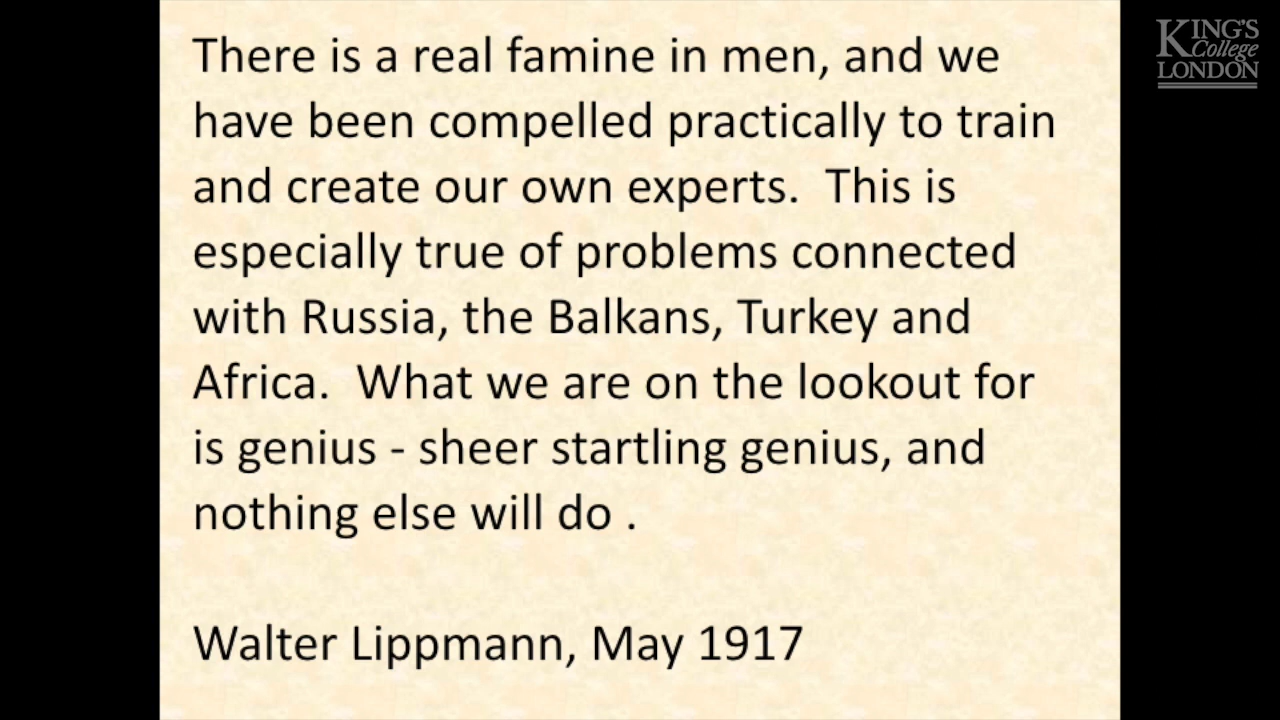 There is a real famine in men, and we
have been compelled practically to train
and create our own experts.  This is
especially true of problems connected
with Russia, the Balkans, Turkey and
Africa.  What we are on the lookout for
is genius - sheer startling genius, and
nothing else will do .
Walter Lippmann, May 1917
KING'S
College
LONDON